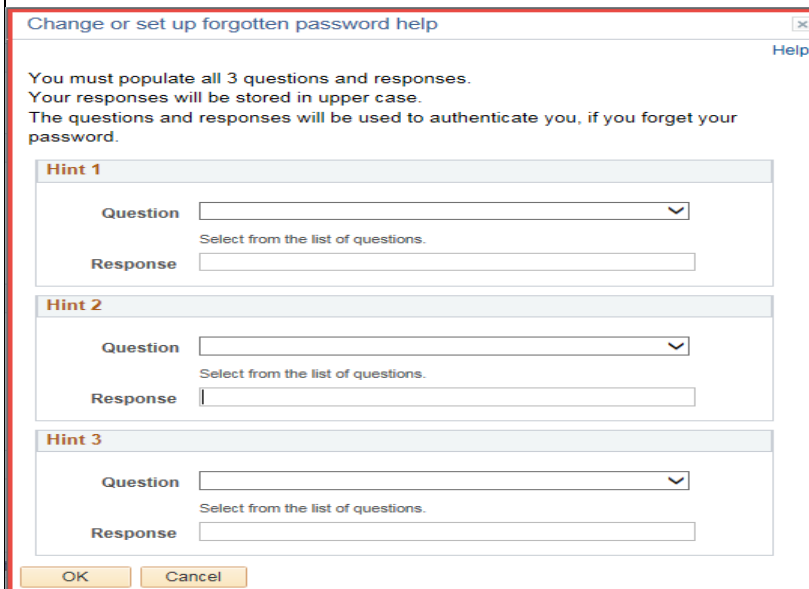 Change or set up forgotten password help
Help
You must populate all 3 questions and responses.
Your responses will be stored in upper case.
The questions and responses will be used to authenticate you, if you forget your
password.
Hint 1
Question
Select from the list of questions.
Response
Hint 2
Question
Select from the list of questions.
Response
Hint 3
Question
Select from the list of questions.
Response
OK Cancel